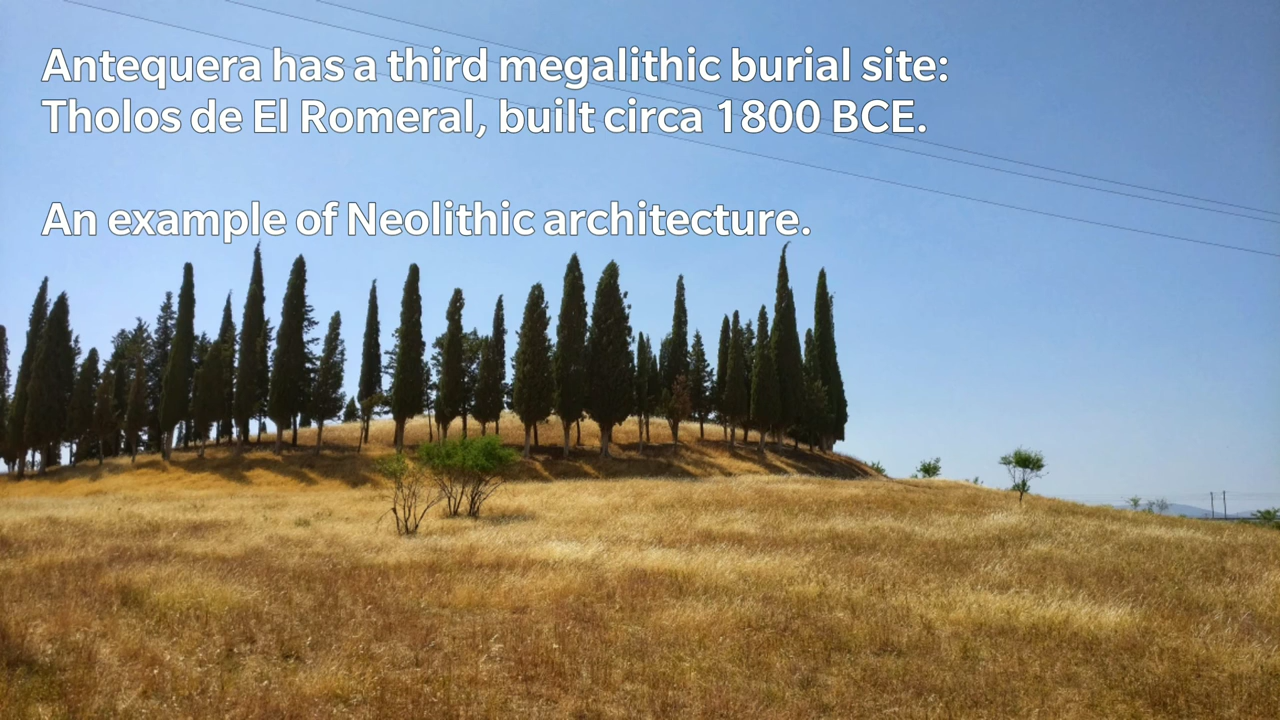 Antequera has a third megalithic burial site:
Tholos de El Romeral, built circa 1800 BCE.
An example of Neolithic architecture.